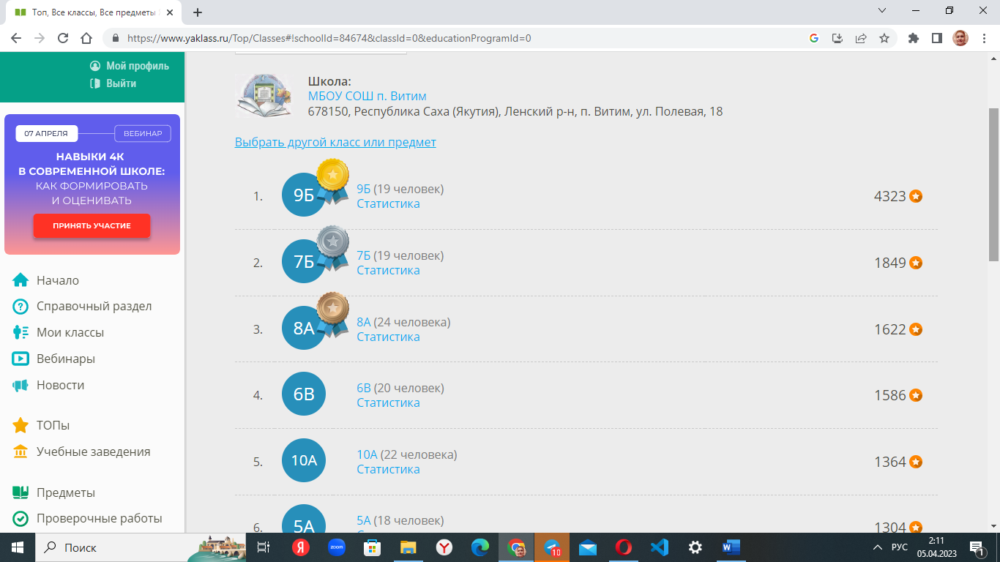 Топ, Все классы, Все предметы
https://www.yaklass.ru/Top/Classes#!schoolId=84674&classId=0&educationProgramId=0
Мой профиль
Выйти
07 АПРЕЛЯ
ВЕБИНАР
НАВЫКИ 4К
В СОВРЕМЕННОЙ ШКОЛЕ:
КАК ФОРМИРОВАТЬ
И ОЦЕНИВАТЬ
ПРИНЯТЬ УЧАСТИЕ
Начало
Справочный раздел
Мои классы
Вебинары
Новости
ТОПы
Учебные заведения
Предметы
Проверочные работы
Школа:
МБОУ СОШ п. Витим
678150, Республика Саха (Якутия), Ленский р-н, п. Витим, ул. Полевая, 18
Выбрать другой класс или предмет
1. 9Б 9Б (19 человек) 4323
Статистика
2. 7Б 7Б (19 человек) 1849
Статистика
3. 8А 8А (24 человека) 1622
Статистика
4. 6В 6В (20 человек) 1586
Статистика
5. 10А 10А (22 человека) 1364
Статистика
6. 5А 5А (18 человек) 1304
Поиск
Я
zoom
Y
10
W
РУС
2:11
05.04.2023
1